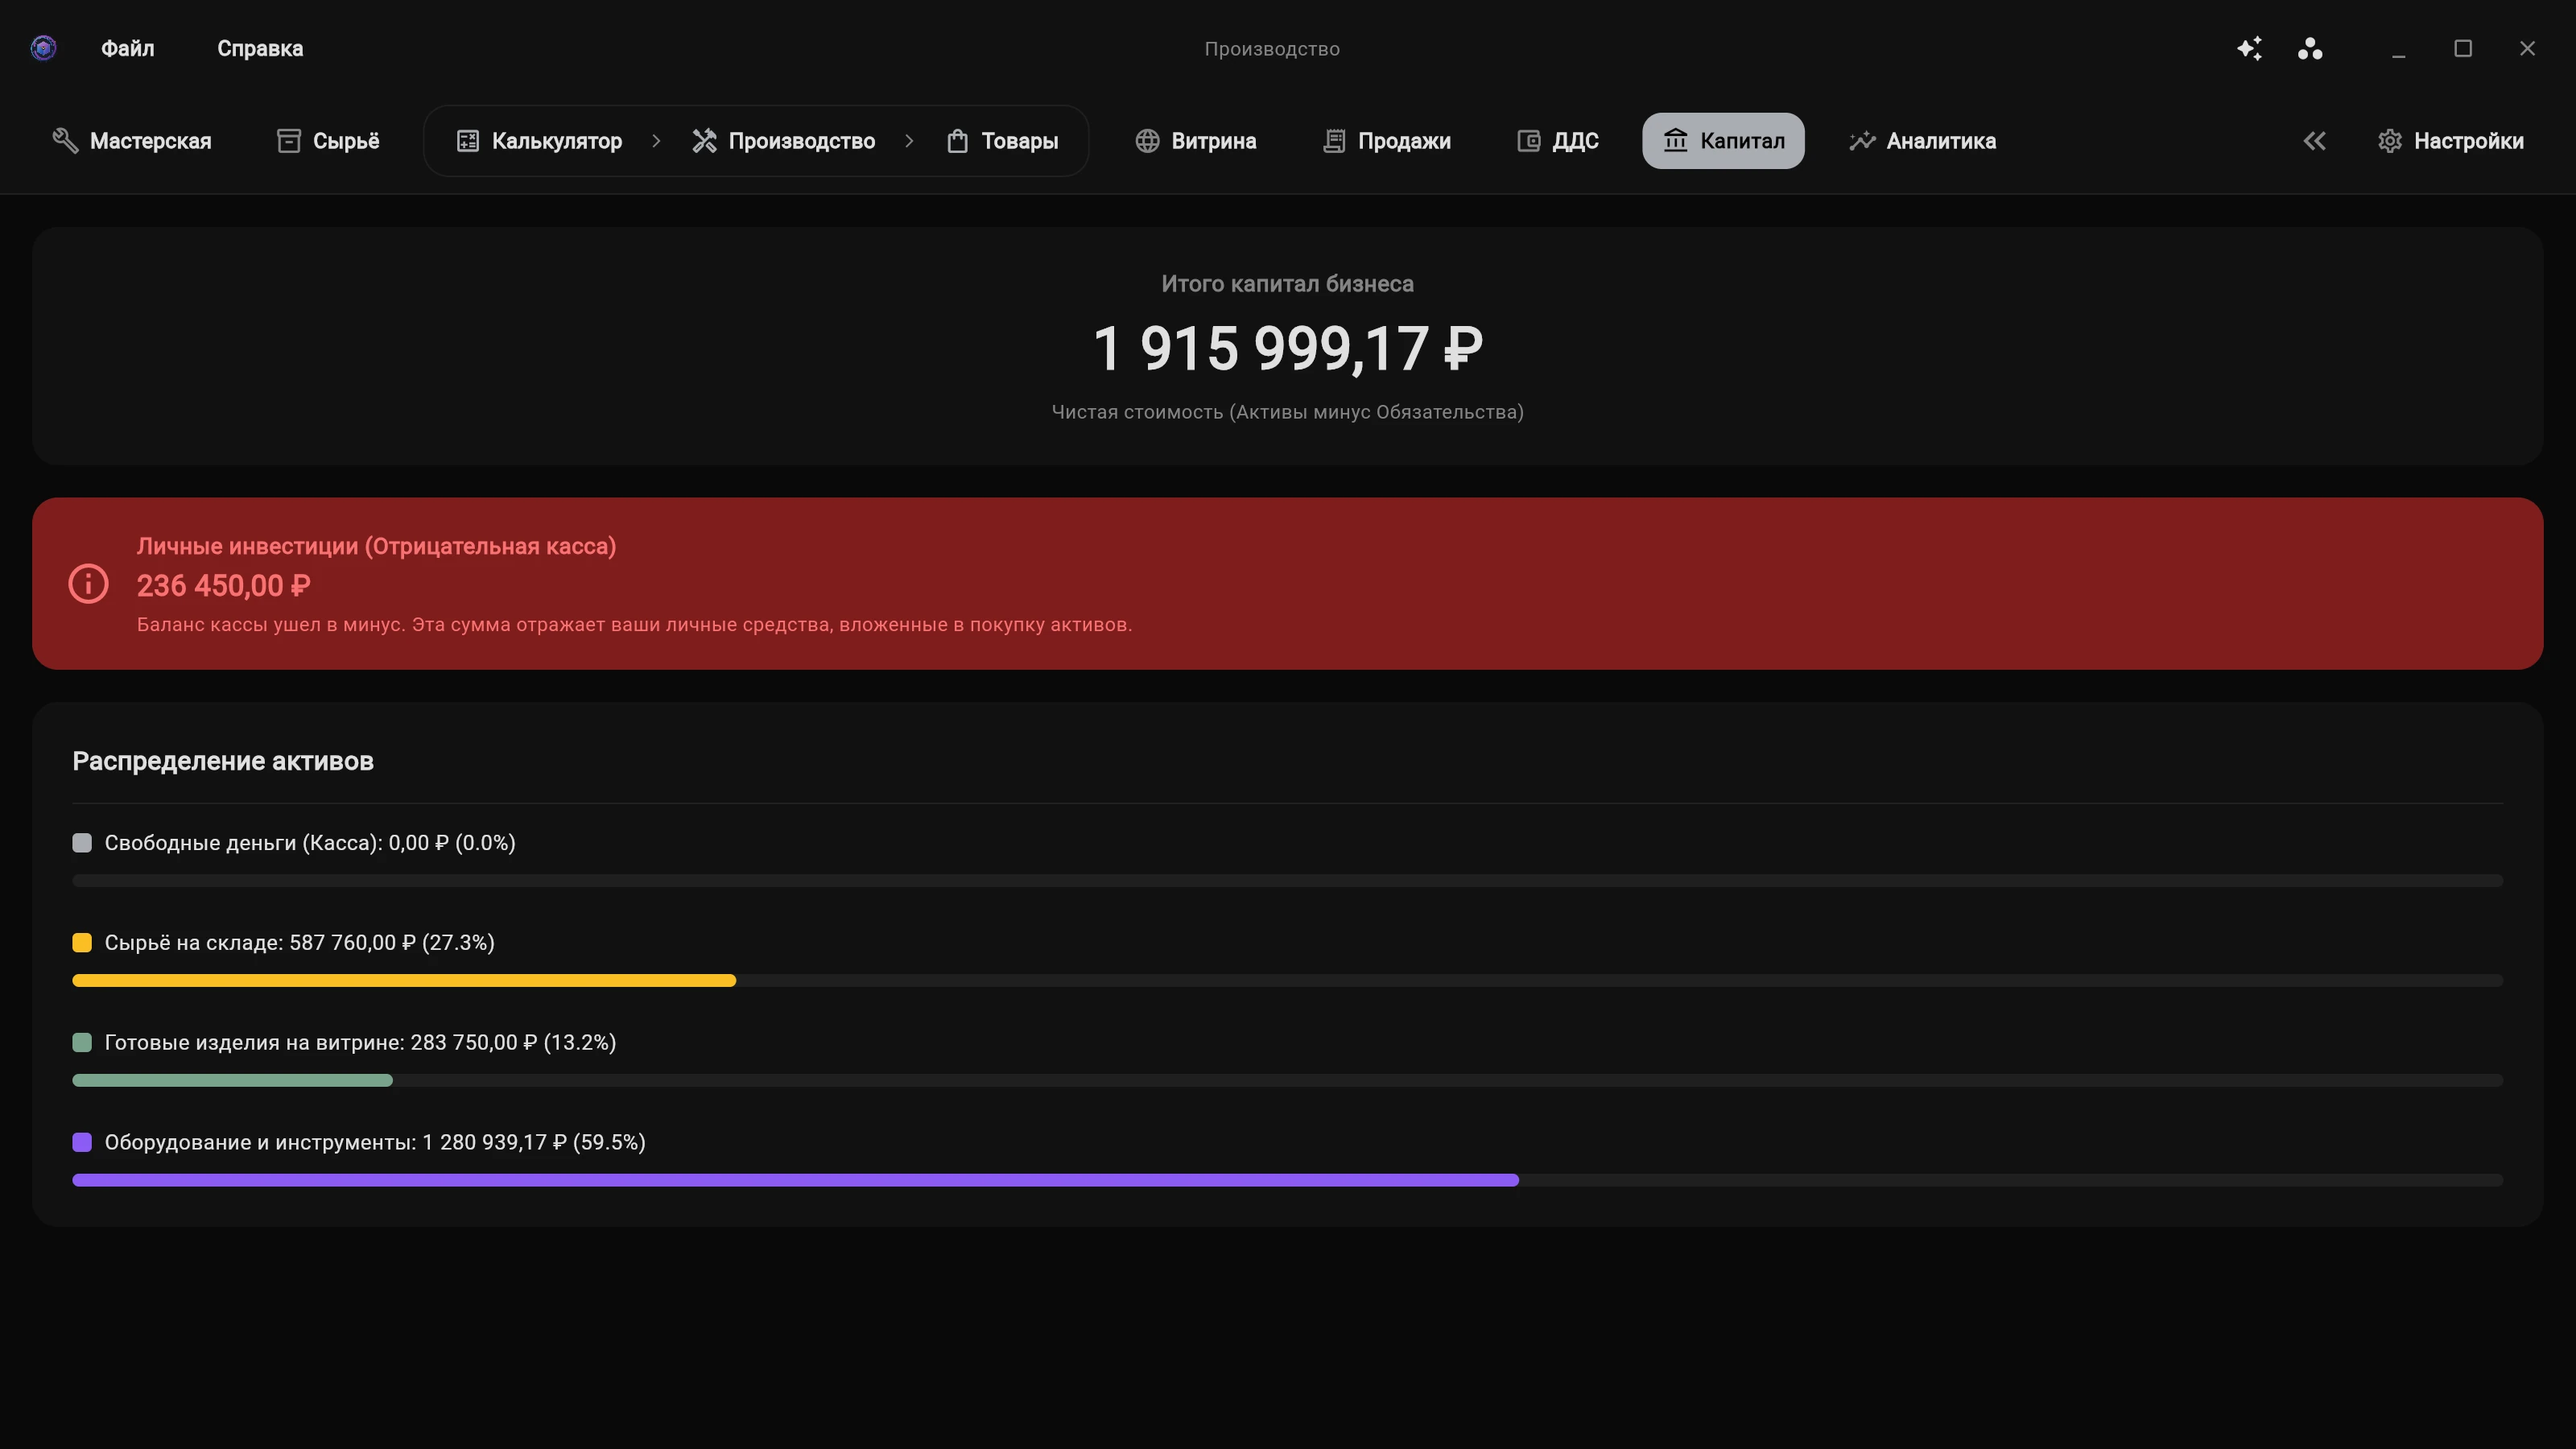 Файл Справка Производство
Мастерская Сырьё Калькулятор Производство Товары Витрина Продажи ДДС Капитал Аналитика Настройки
Итого капитал бизнеса
1 915 999,17 ₽
Чистая стоимость (Активы минус Обязательства)
Личные инвестиции (Отрицательная касса)
236 450,00 ₽
Баланс кассы ушел в минус. Эта сумма отражает ваши личные средства, вложенные в покупку активов.
Распределение активов
Свободные деньги (Касса): 0,00 ₽ (0.0%)
Сырьё на складе: 587 760,00 ₽ (27.3%)
Готовые изделия на витрине: 283 750,00 ₽ (13.2%)
Оборудование и инструменты: 1 280 939,17 ₽ (59.5%)